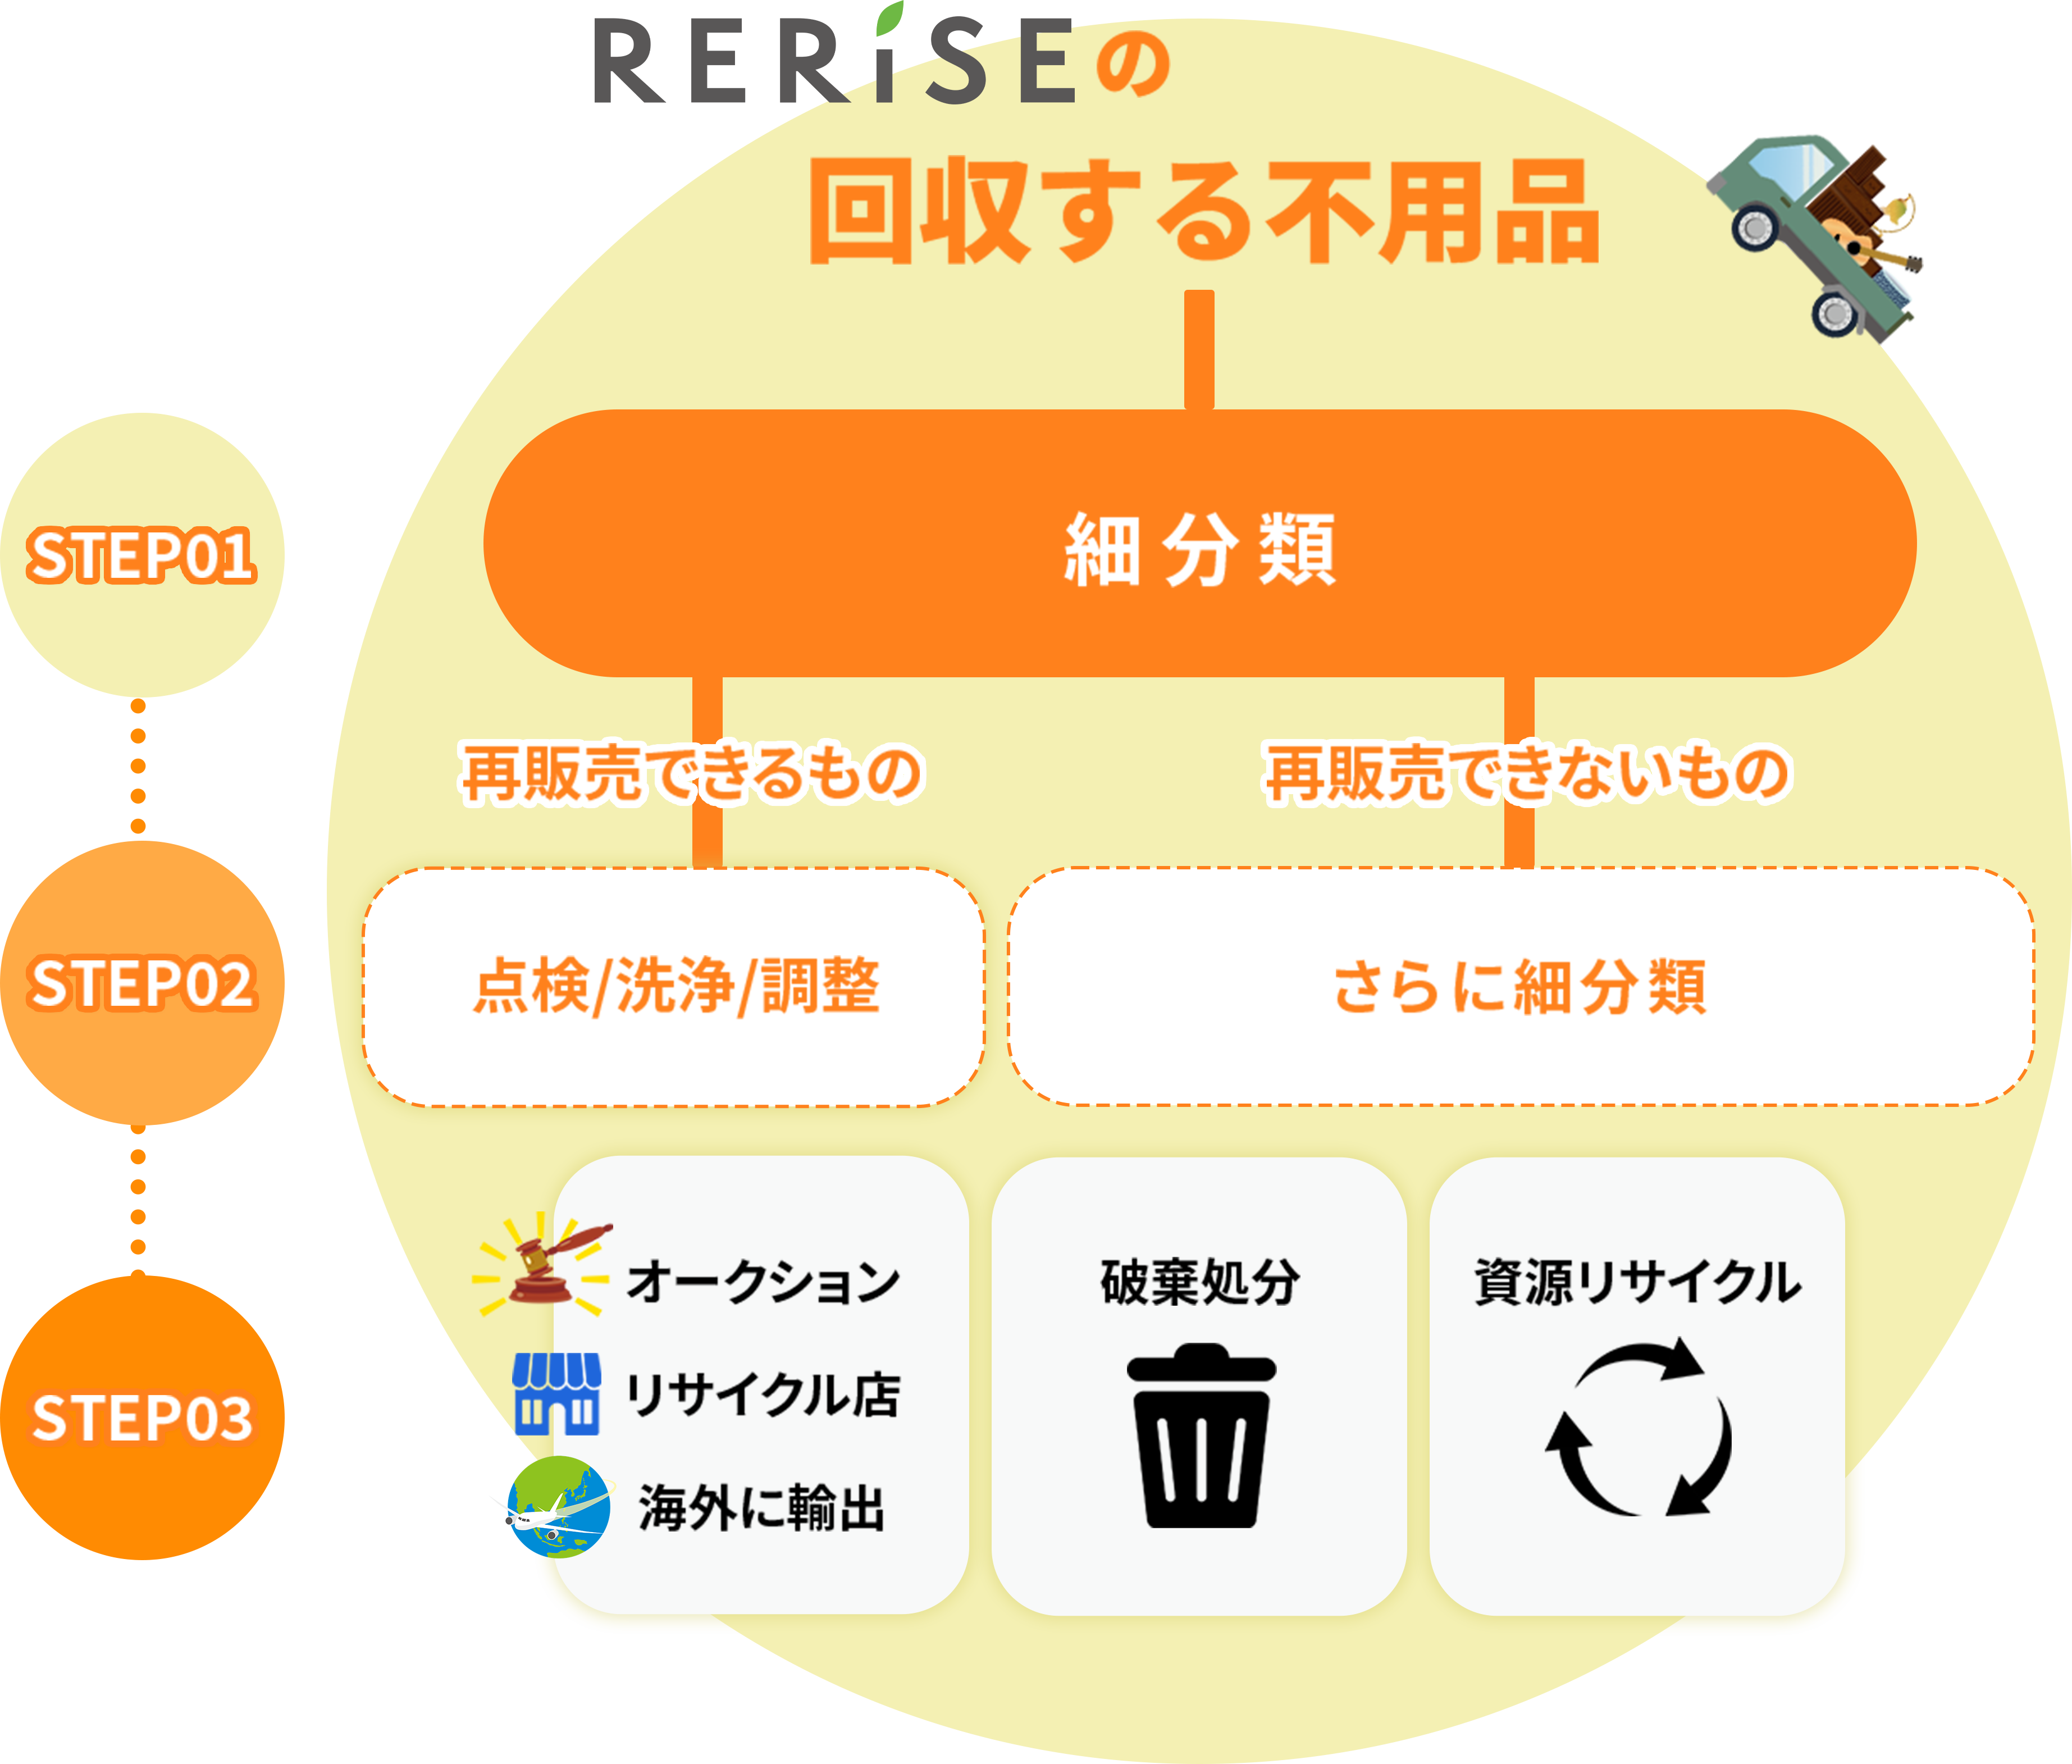 RERiSEの
回収する不用品
STEP01
細分類
再販売できるもの
再販売できないもの
STEP02
点検/洗浄/調整
さらに細分類
STEP03
オークション
リサイクル店
海外に輸出
破棄処分
資源リサイクル